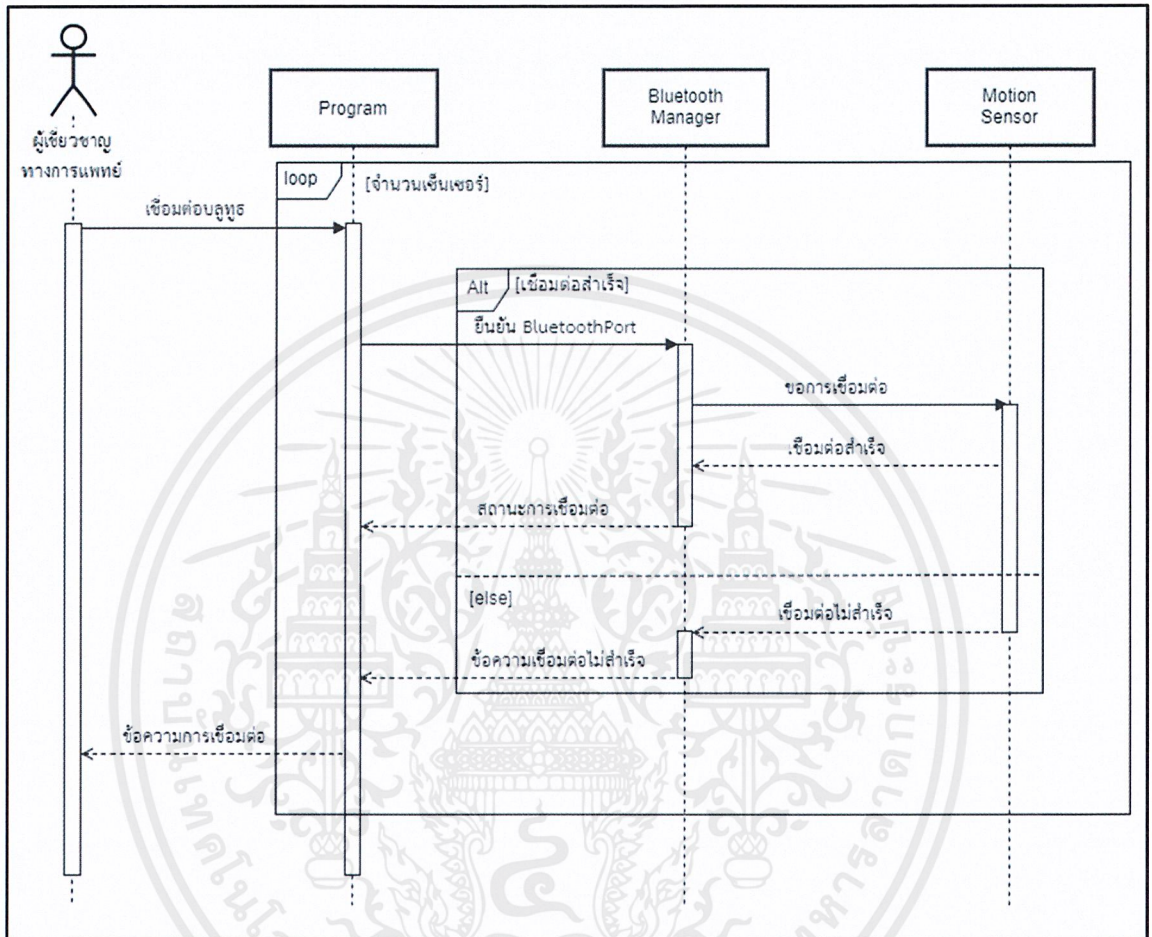 ผู้เชี่ยวชาญ
ทางการแพทย์
Program
Bluetooth
Manager
Motion
Sensor
loop
[จำนวนเซ็นเซอร์]
เชื่อมต่อบลูทูธ
Alt
[เชื่อมต่อสำเร็จ]
ยืนยัน BluetoothPort
ขอการเชื่อมต่อ
เชื่อมต่อสำเร็จ
สถานะการเชื่อมต่อ
[else]
เชื่อมต่อไม่สำเร็จ
ข้อความเชื่อมต่อไม่สำเร็จ
ข้อความการเชื่อมต่อ